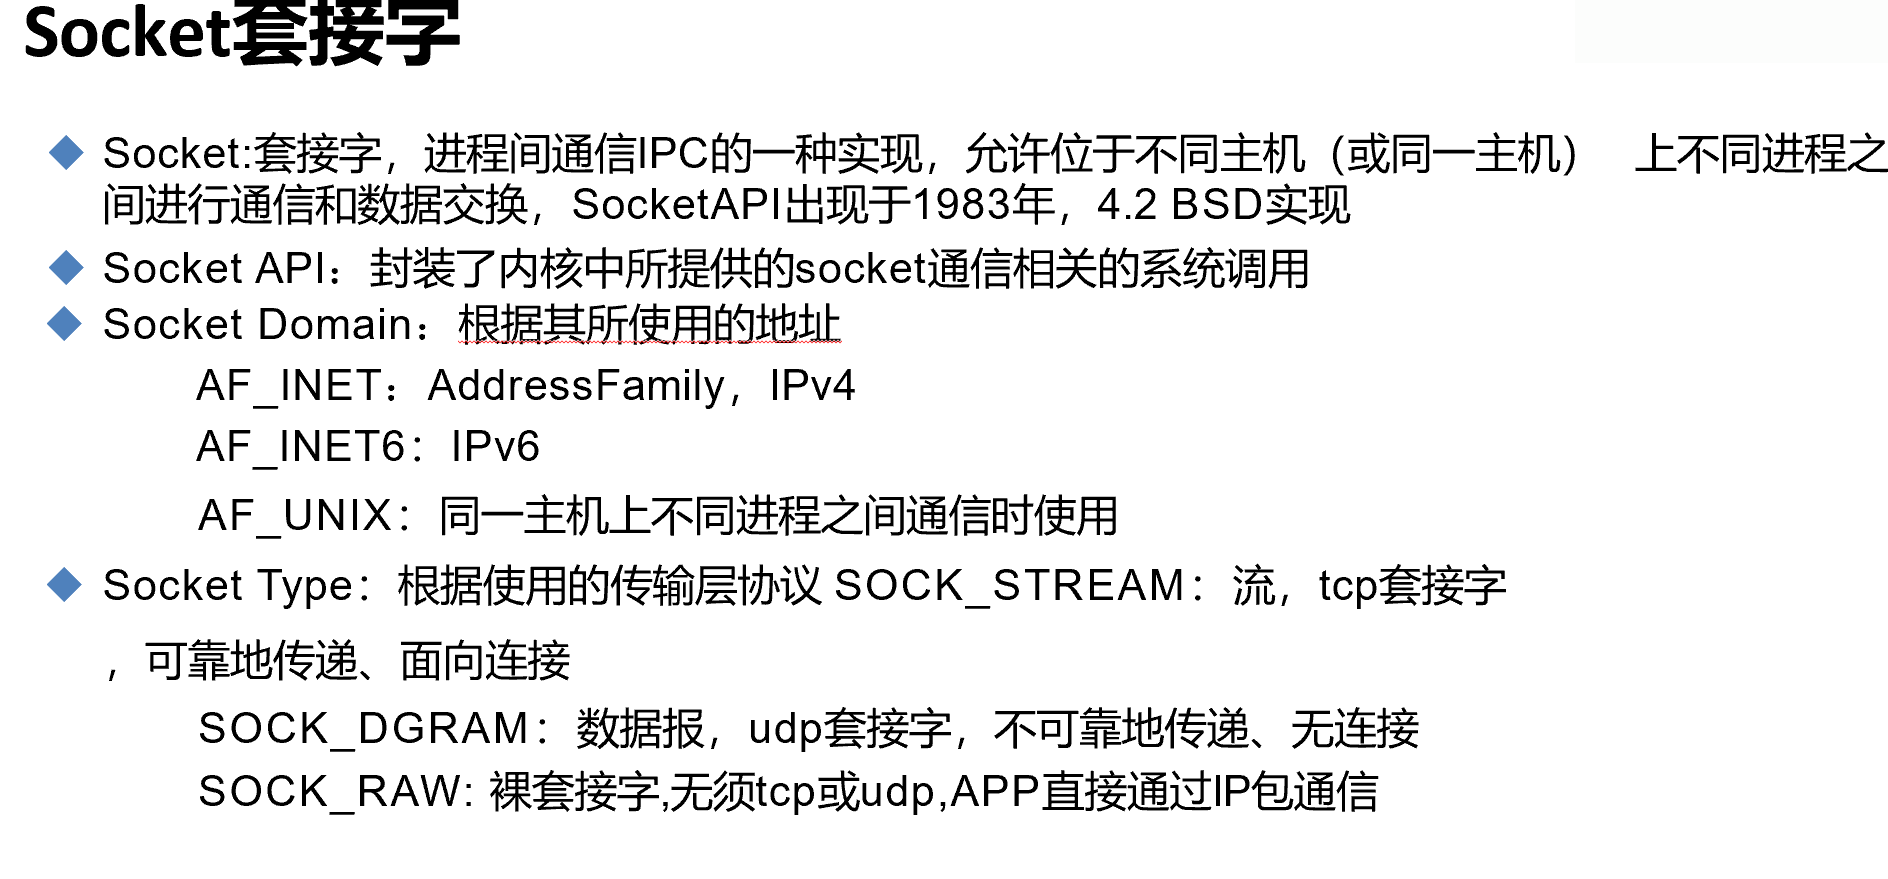 Socket套接字
Socket:套接字，进程间通信IPC的一种实现，允许位于不同主机（或同一主机） 上不同进程之
间进行通信和数据交换，SocketAPI出现于1983年，4.2 BSD实现
Socket API：封装了内核中所提供的socket通信相关的系统调用
Socket Domain：根据其所使用的地址
AF_INET：AddressFamily，IPv4
AF_INET6：IPv6
AF_UNIX：同一主机上不同进程之间通信时使用
Socket Type：根据使用的传输层协议 SOCK_STREAM：流，tcp套接字
，可靠地传递、面向连接
SOCK_DGRAM：数据报，udp套接字，不可靠地传递、无连接
SOCK_RAW: 裸套接字,无须tcp或udp,APP直接通过IP包通信